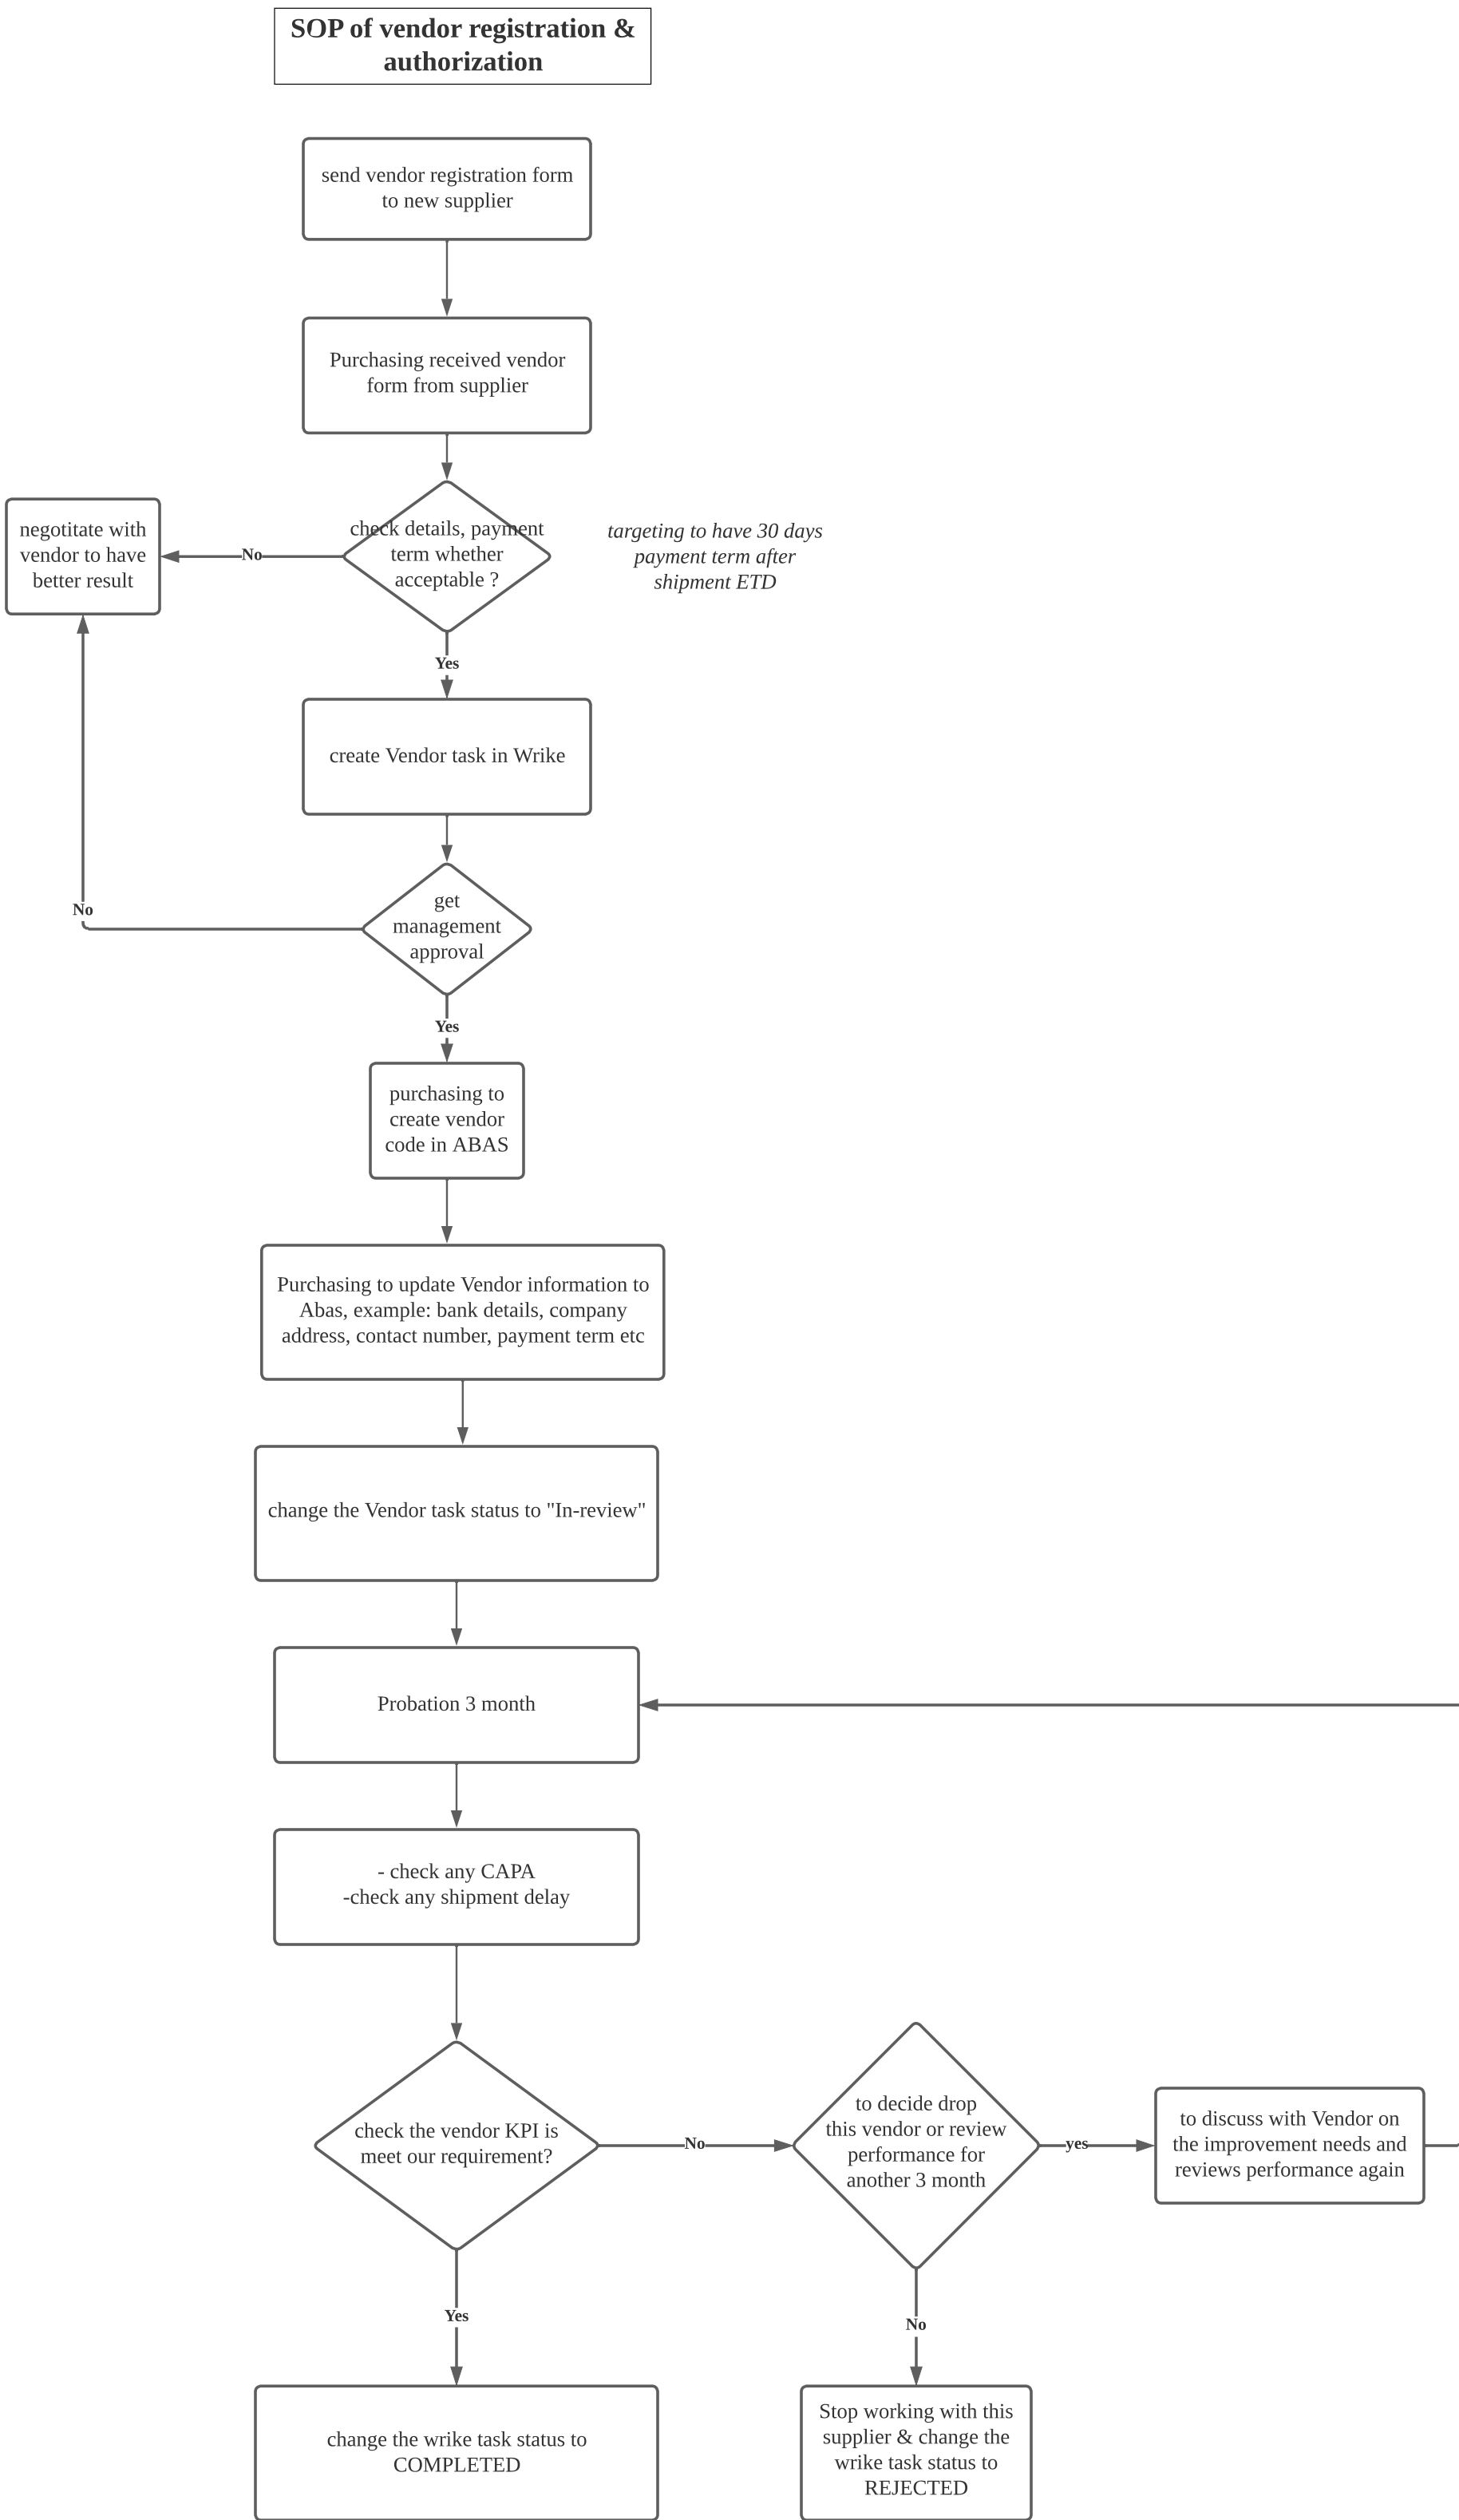 SOP of vendor registration &
authorization
send vendor registration form
to new supplier
Purchasing received vendor
form from supplier
negotitate with
vendor to have
better result
No
check details, payment
term whether
acceptable ?
targeting to have 30 days
payment term after
shipment ETD
Yes
create Vendor task in Wrike
get
management
approval
No
Yes
purchasing to
create vendor
code in ABAS
Purchasing to update Vendor information to
Abas, example: bank details, company
address, contact number, payment term etc
change the Vendor task status to "In-review"
Probation 3 month
- check any CAPA
-check any shipment delay
check the vendor KPI is
meet our requirement?
No
to decide drop
this vendor or review
performance for
another 3 month
yes
to discuss with Vendor on
the improvement needs and
reviews performance again
Yes
No
change the wrike task status to
COMPLETED
Stop working with this
supplier & change the
wrike task status to
REJECTED